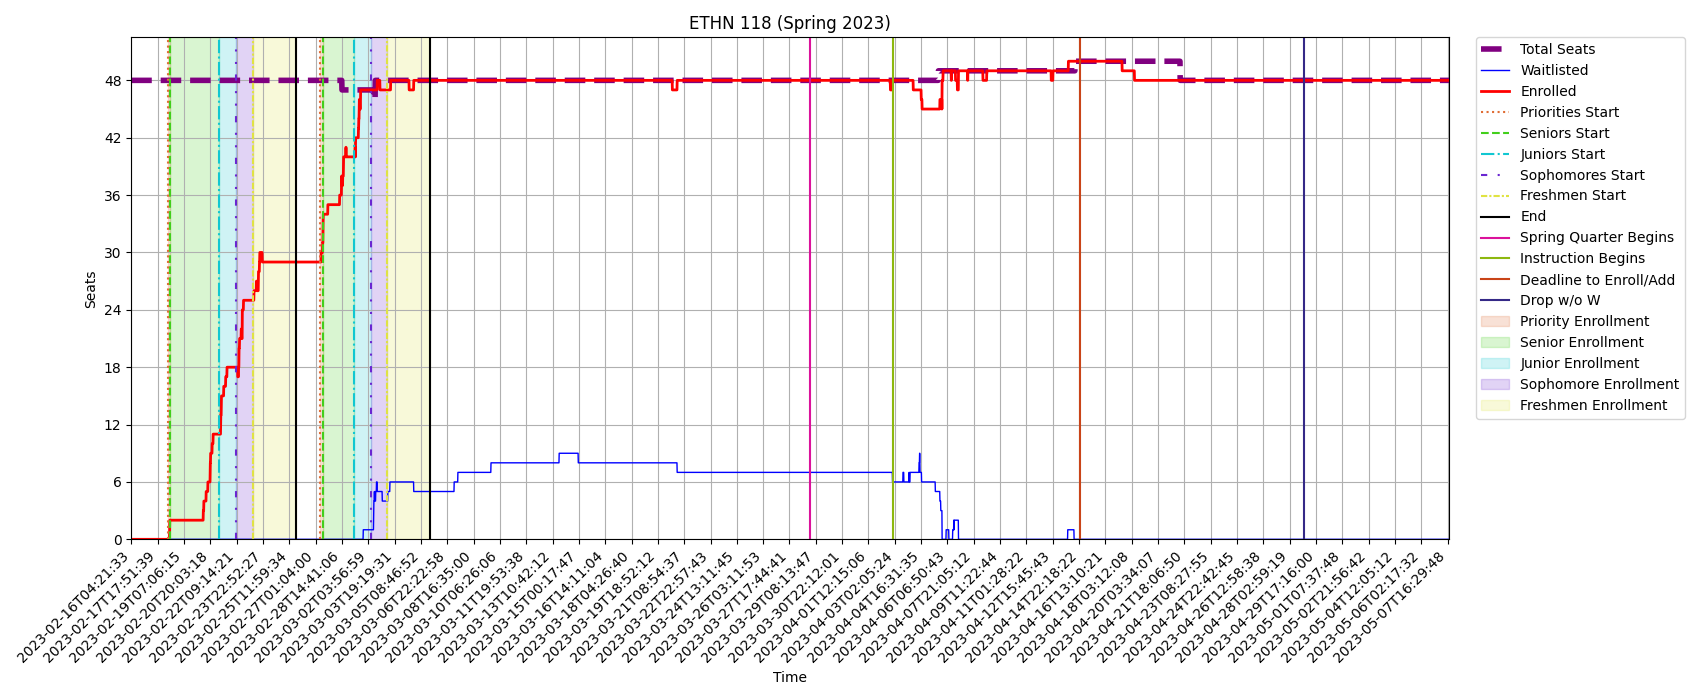 ETHN 118 (Spring 2023)
Seats
48
42
36
30
24
18
12
6
0
2023-02-16T04:21:33
2023-02-17T17:51:39
2023-02-19T07:06:15
2023-02-20T20:03:18
2023-02-22T09:14:21
2023-02-23T22:52:27
2023-02-25T11:59:34
2023-02-27T01:04:00
2023-02-28T14:41:06
2023-03-02T03:56:59
2023-03-03T19:19:31
2023-03-05T08:46:52
2023-03-06T22:22:58
2023-03-08T16:35:00
2023-03-10T06:26:06
2023-03-11T19:53:38
2023-03-13T10:42:12
2023-03-15T00:17:47
2023-03-16T14:11:04
2023-03-18T04:26:40
2023-03-19T18:52:12
2023-03-21T08:54:37
2023-03-22T22:57:43
2023-03-24T13:11:45
2023-03-26T03:11:53
2023-03-27T17:44:41
2023-03-29T08:13:47
2023-03-30T22:12:01
2023-04-01T12:15:06
2023-04-03T02:05:24
2023-04-04T16:31:35
2023-04-06T06:50:43
2023-04-07T21:05:12
2023-04-09T11:22:44
2023-04-11T01:28:22
2023-04-12T15:45:43
2023-04-14T22:18:22
2023-04-16T13:10:21
2023-04-18T03:12:08
2023-04-20T03:34:07
2023-04-21T18:06:50
2023-04-23T08:27:55
2023-04-24T22:42:45
2023-04-26T12:58:38
2023-04-28T02:59:19
2023-04-29T17:16:00
2023-05-01T07:37:48
2023-05-02T21:56:42
2023-05-04T12:05:12
2023-05-06T02:17:32
2023-05-07T16:29:48
Time
Total Seats
Waitlisted
Enrolled
Priorities Start
Seniors Start
Juniors Start
Sophomores Start
Freshmen Start
End
Spring Quarter Begins
Instruction Begins
Deadline to Enroll/Add
Drop w/o W
Priority Enrollment
Senior Enrollment
Junior Enrollment
Sophomore Enrollment
Freshmen Enrollment